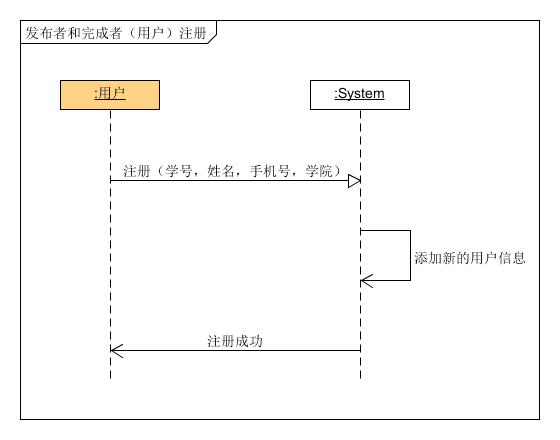 发布者和完成者（用户）注册
:用户
:System
注册（学号，姓名，手机号，学院）
添加新的用户信息
注册成功